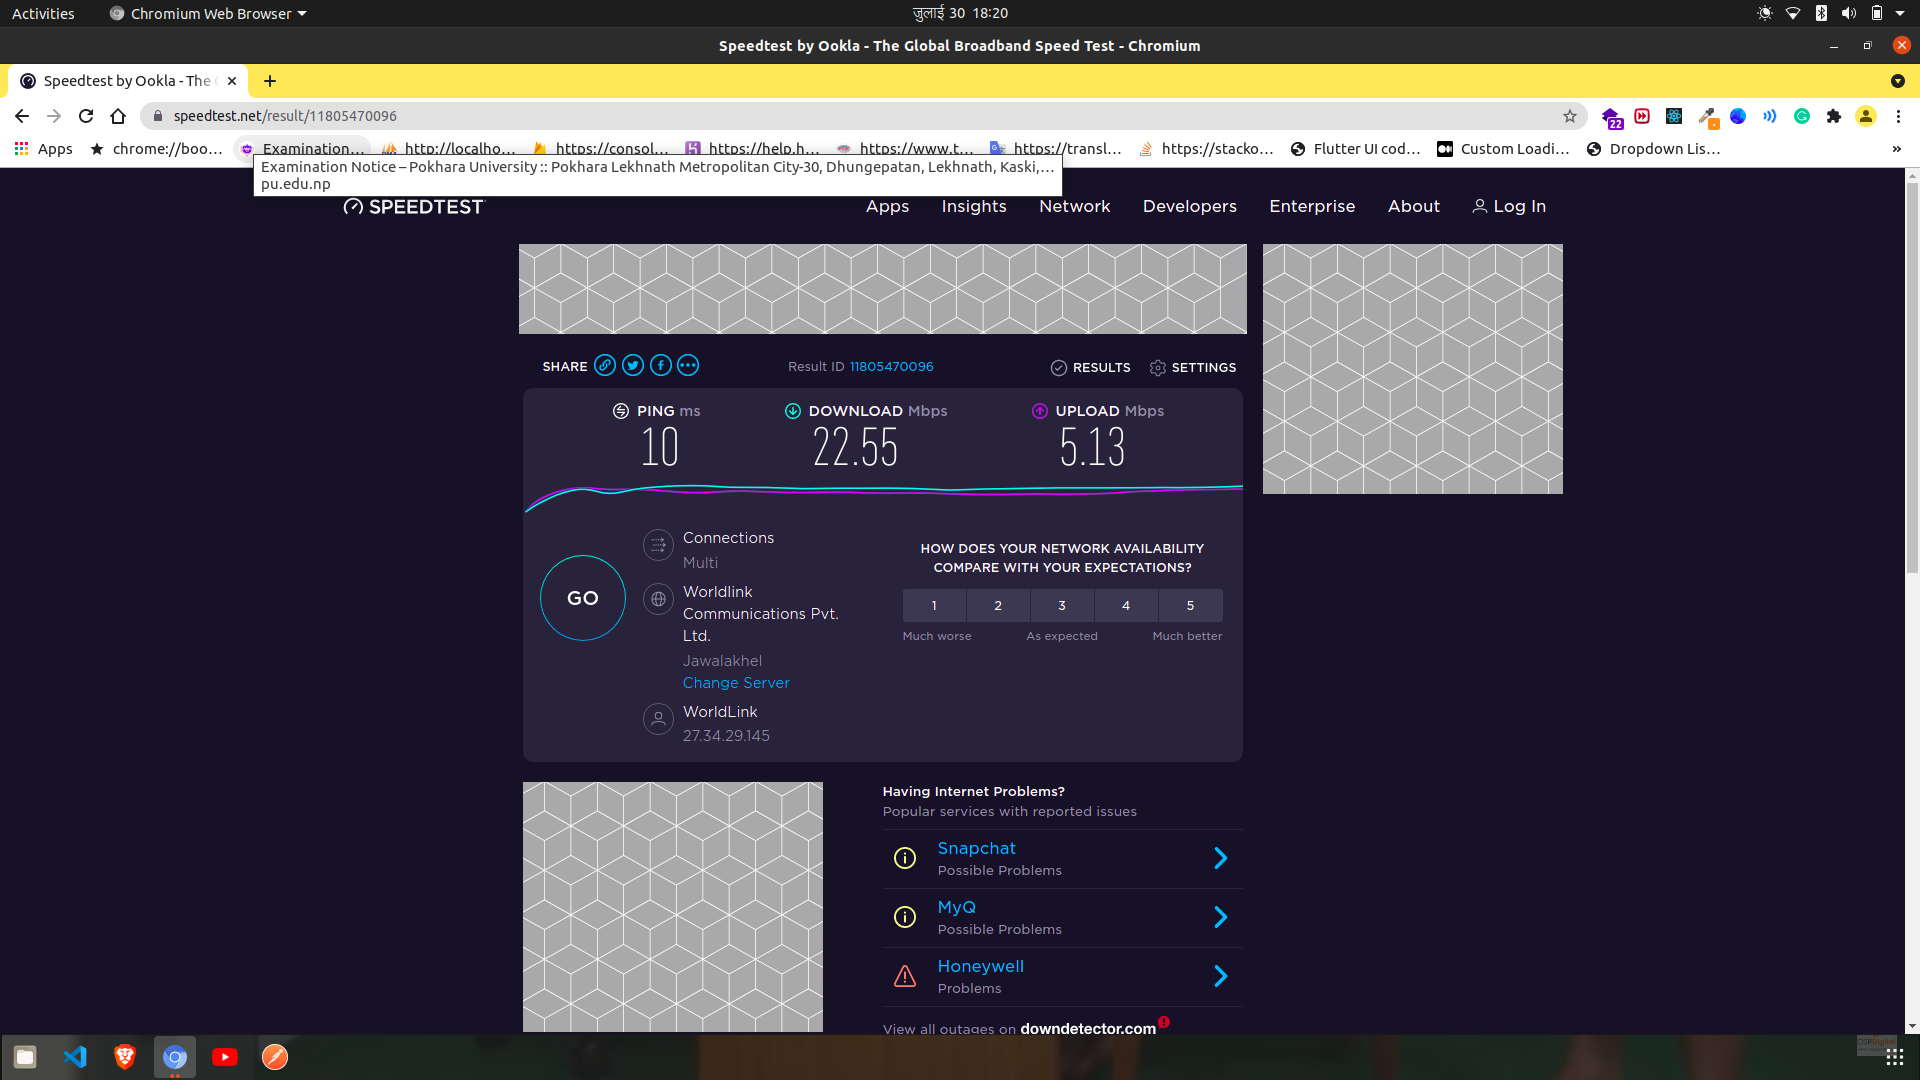 Activities
Chromium Web Browser
जुलाई 30 18:20
Speedtest by Ookla - The Global Broadband Speed Test - Chromium
Speedtest by Ookla - The
speedtest.net/result/11805470096
22
Apps
chrome://boo…
Examination…
http://localho…
https://consol…
https://help.h…
https://www.t…
https://transl…
https://stacko…
Flutter UI cod…
Custom Loadi…
Dropdown Lis…
»
Examination Notice – Pokhara University :: Pokhara Lekhnath Metropolitan City-30, Dhungepatan, Lekhnath, Kaski,…
pu.edu.np
SPEEDTEST
Apps
Insights
Network
Developers
Enterprise
About
Log In
SHARE
Result ID 11805470096
RESULTS
SETTINGS
PING ms
10
DOWNLOAD Mbps
22.55
UPLOAD Mbps
5.13
GO
Connections
Multi
Worldlink
Communications Pvt.
Ltd.
Jawalakhel
Change Server
WorldLink
27.34.29.145
HOW DOES YOUR NETWORK AVAILABILITY
COMPARE WITH YOUR EXPECTATIONS?
1 2 3 4 5
Much worse As expected Much better
Having Internet Problems?
Popular services with reported issues
Snapchat
Possible Problems
MyQ
Possible Problems
Honeywell
Problems
View all outages on downdetector.com